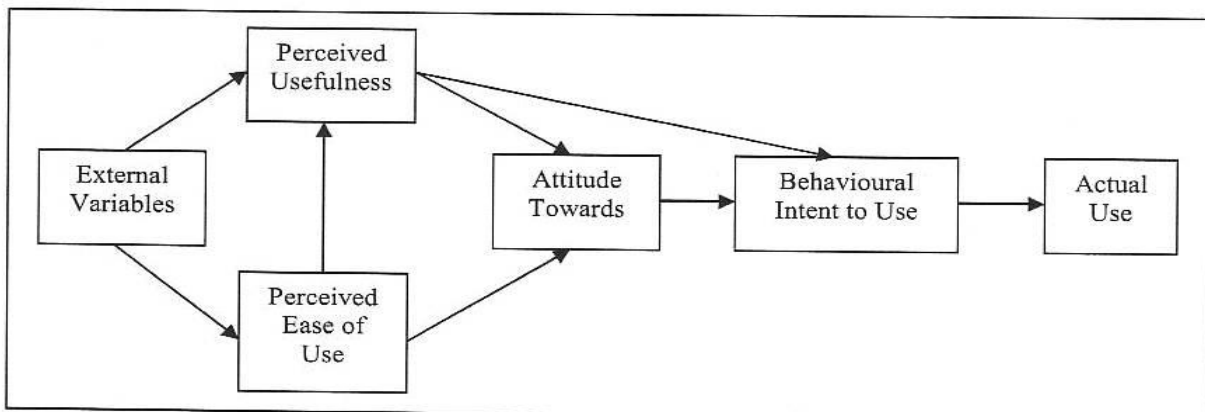 Perceived
Usefulness
External
Variables
Attitude
Towards
Behavioural
Intent to Use
Actual
Use
Perceived
Ease of
Use